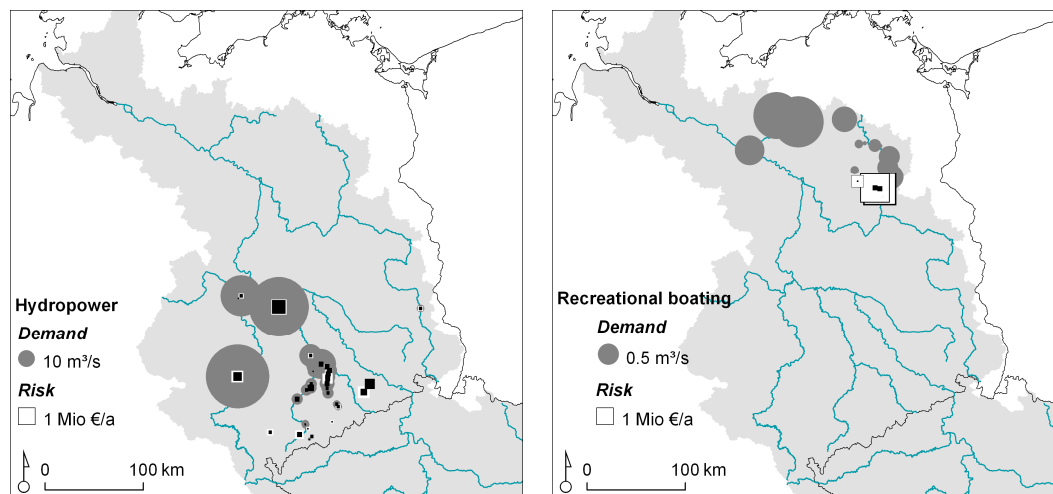 Hydropower
Demand
10 m³/s
Risk
1 Mio €/a
0 100 km
Recreational boating
Demand
0.5 m³/s
Risk
1 Mio €/a
0 100 km